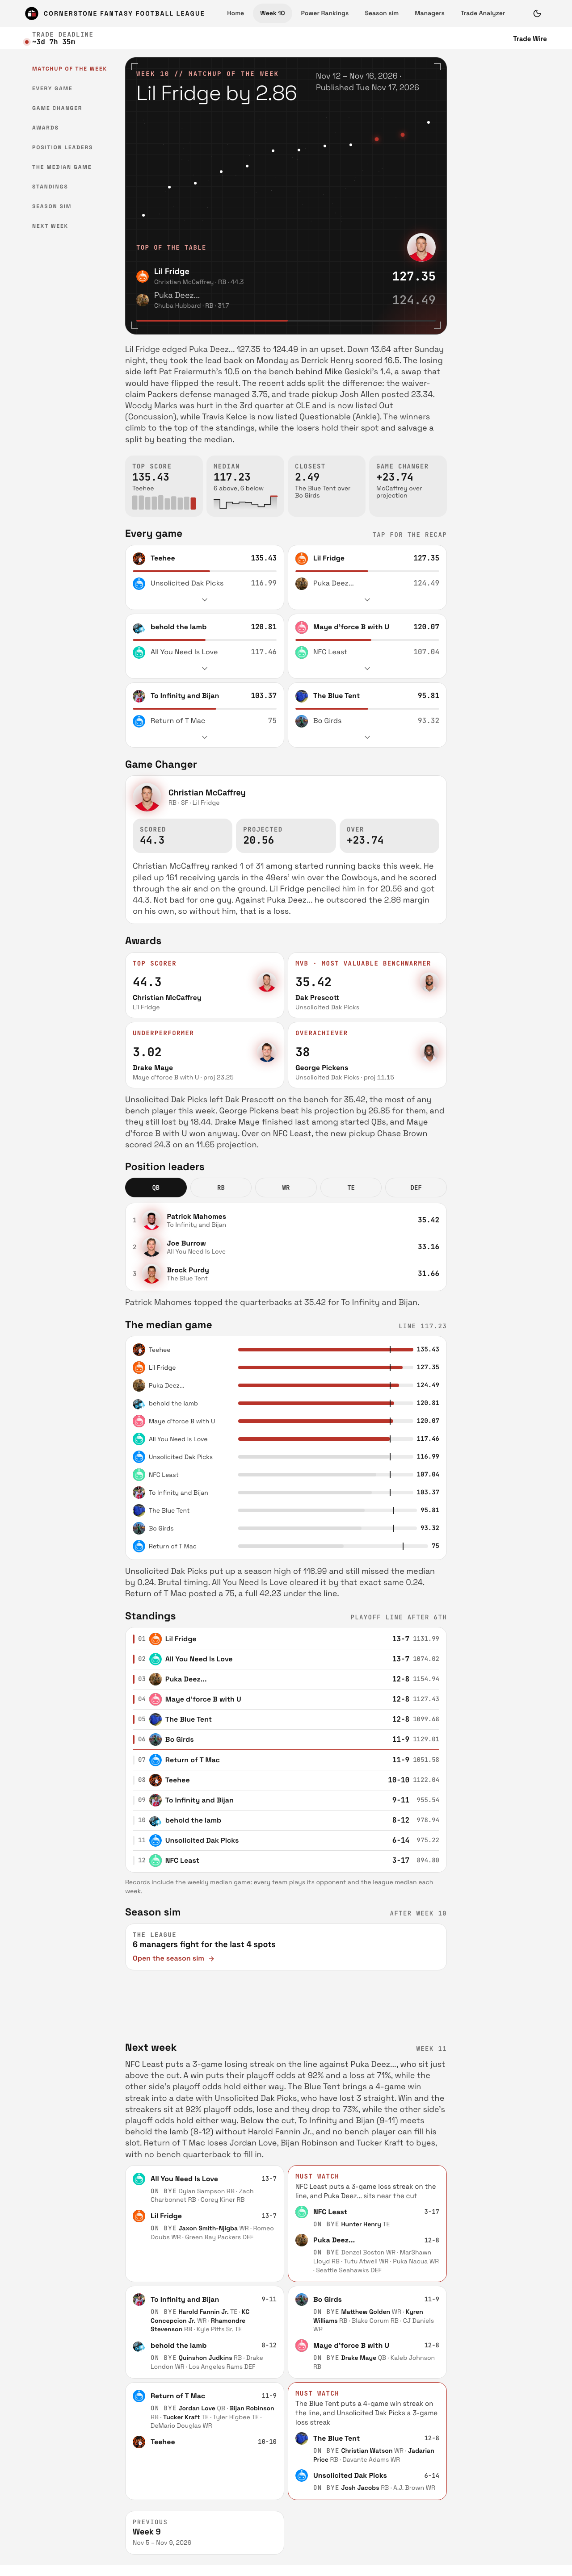 CORNERSTONE FANTASY FOOTBALL LEAGUE
Home
Week 10
Power Rankings
Season sim
Managers
Trade Analyzer
TRADE DEADLINE
~3d 7h 35m
Trade Wire
MATCHUP OF THE WEEK
EVERY GAME
GAME CHANGER
AWARDS
POSITION LEADERS
THE MEDIAN GAME
STANDINGS
SEASON SIM
NEXT WEEK
WEEK 10 // MATCHUP OF THE WEEK
Lil Fridge by 2.86
Nov 12 – Nov 16, 2026 ·
Published Tue Nov 17, 2026
TOP OF THE TABLE
Lil Fridge
Christian McCaffrey · RB · 44.3
127.35
Puka Deez...
Chuba Hubbard · RB · 31.7
124.49
Lil Fridge edged Puka Deez... 127.35 to 124.49 in an upset. Down 13.64 after Sunday
night, they took the lead back on Monday as Derrick Henry scored 16.5. The losing
side left Pat Freiermuth's 10.5 on the bench behind Mike Gesicki's 1.4, a swap that
would have flipped the result. The recent adds split the difference: the waiver-
claim Packers defense managed 3.75, and trade pickup Josh Allen posted 23.34.
Woody Marks was hurt in the 3rd quarter at CLE and is now listed Out
(Concussion), while Travis Kelce is now listed Questionable (Ankle). The winners
climb to the top of the standings, while the losers hold their spot and salvage a
split by beating the median.
TOP SCORE
135.43
Teehee
MEDIAN
117.23
6 above, 6 below
CLOSEST
2.49
The Blue Tent over
Bo Girds
GAME CHANGER
+23.74
McCaffrey over
projection
Every game
TAP FOR THE RECAP
Teehee
135.43
Unsolicited Dak Picks
116.99
Lil Fridge
127.35
Puka Deez...
124.49
behold the lamb
120.81
All You Need Is Love
117.46
Maye d'force B with U
120.07
NFC Least
107.04
To Infinity and Bijan
103.37
Return of T Mac
75
The Blue Tent
95.81
Bo Girds
93.32
Game Changer
Christian McCaffrey
RB · SF · Lil Fridge
SCORED
44.3
PROJECTED
20.56
OVER
+23.74
Christian McCaffrey ranked 1 of 31 among started running backs this week. He
piled up 161 receiving yards in the 49ers' win over the Cowboys, and he scored
through the air and on the ground. Lil Fridge penciled him in for 20.56 and got
44.3. Not bad for one guy. Against Puka Deez... he outscored the 2.86 margin
on his own, so without him, that is a loss.
Awards
TOP SCORER
44.3
Christian McCaffrey
Lil Fridge
MVB · MOST VALUABLE BENCHWARMER
35.42
Dak Prescott
Unsolicited Dak Picks
UNDERPERFORMER
3.02
Drake Maye
Maye d'force B with U · proj 23.25
OVERACHIEVER
38
George Pickens
Unsolicited Dak Picks · proj 11.15
Unsolicited Dak Picks left Dak Prescott on the bench for 35.42, the most of any
bench player this week. George Pickens beat his projection by 26.85 for them, and
they still lost by 18.44. Drake Maye finished last among started QBs, and Maye
d'force B with U won anyway. Over on NFC Least, the new pickup Chase Brown
scored 24.3 on an 11.65 projection.
Position leaders
QB
RB
WR
TE
DEF
1
Patrick Mahomes
To Infinity and Bijan
35.42
2
Joe Burrow
All You Need Is Love
33.16
3
Brock Purdy
The Blue Tent
31.66
Patrick Mahomes topped the quarterbacks at 35.42 for To Infinity and Bijan.
The median game
LINE 117.23
Teehee
135.43
Lil Fridge
127.35
Puka Deez...
124.49
behold the lamb
120.81
Maye d'force B with U
120.07
All You Need Is Love
117.46
Unsolicited Dak Picks
116.99
NFC Least
107.04
To Infinity and Bijan
103.37
The Blue Tent
95.81
Bo Girds
93.32
Return of T Mac
75
Unsolicited Dak Picks put up a season high of 116.99 and still missed the median
by 0.24. Brutal timing. All You Need Is Love cleared it by that exact same 0.24.
Return of T Mac posted a 75, a full 42.23 under the line.
Standings
PLAYOFF LINE AFTER 6TH
01 Lil Fridge 13-7 1131.99
02 All You Need Is Love 13-7 1074.02
03 Puka Deez... 12-8 1154.94
04 Maye d'force B with U 12-8 1127.43
05 The Blue Tent 12-8 1099.68
06 Bo Girds 11-9 1129.01
07 Return of T Mac 11-9 1051.58
08 Teehee 10-10 1122.04
09 To Infinity and Bijan 9-11 955.54
10 behold the lamb 8-12 978.94
11 Unsolicited Dak Picks 6-14 975.22
12 NFC Least 3-17 894.80
Records include the weekly median game: every team plays its opponent and the league median each
week.
Season sim
AFTER WEEK 10
THE LEAGUE
6 managers fight for the last 4 spots
Open the season sim →
Next week
WEEK 11
NFC Least puts a 3-game losing streak on the line against Puka Deez..., who sit just
above the cut. A win puts their playoff odds at 92% and a loss at 71%, while the
other side's playoff odds hold either way. The Blue Tent brings a 4-game win
streak into a date with Unsolicited Dak Picks, who have lost 3 straight. Win and the
streakers sit at 92% playoff odds, lose and they drop to 73%, while the other side's
playoff odds hold either way. Below the cut, To Infinity and Bijan (9-11) meets
behold the lamb (8-12) without Harold Fannin Jr., and no bench player can fill his
slot. Return of T Mac loses Jordan Love, Bijan Robinson and Tucker Kraft to byes,
with no bench quarterback to fill in.
All You Need Is Love
13-7
ON BYE Dylan Sampson RB · Zach
Charbonnet RB · Corey Kiner RB
Lil Fridge
13-7
ON BYE Jaxon Smith-Njigba WR · Romeo
Doubs WR · Green Bay Packers DEF
MUST WATCH
NFC Least puts a 3-game losing streak on the
line, and Puka Deez... sits near the cut
NFC Least
3-17
ON BYE Hunter Henry TE
Puka Deez...
12-8
ON BYE Denzel Boston WR · MarShawn
Lloyd RB · Tutu Atwell WR · Puka Nacua WR
· Seattle Seahawks DEF
To Infinity and Bijan
9-11
ON BYE Harold Fannin Jr. TE · KC
Concepcion Jr. WR · Rhamondre
Stevenson RB · Kyle Pitts Sr. TE
behold the lamb
8-12
ON BYE Quinshon Judkins RB · Drake
London WR · Los Angeles Rams DEF
Bo Girds
11-9
ON BYE Matthew Golden WR · Kyren
Williams RB · Blake Corum RB · CJ Daniels
WR
Maye d'force B with U
12-8
ON BYE Drake Maye QB · Kaleb Johnson
RB
Return of T Mac
11-9
ON BYE Jordan Love QB · Bijan Robinson
RB · Tucker Kraft TE · Tyler Higbee TE ·
DeMario Douglas WR
Teehee
10-10
MUST WATCH
The Blue Tent puts a 4-game win streak on
the line, and Unsolicited Dak Picks a 3-game
loss streak
The Blue Tent
12-8
ON BYE Christian Watson WR · Jadarian
Price RB · Davante Adams WR
Unsolicited Dak Picks
6-14
ON BYE Josh Jacobs RB · A.J. Brown WR
PREVIOUS
Week 9
Nov 5 – Nov 9, 2026